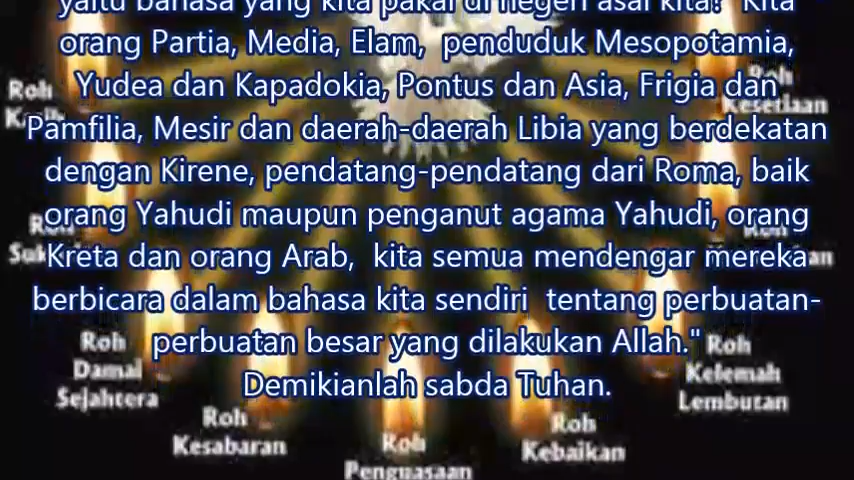 yaitu bahasa yang kita pakai di negeri asal kita? Kita
orang Partia, Media, Elam, penduduk Mesopotamia,
Yudea dan Kapadokia, Pontus dan Asia, Frigia dan
Pamfilia, Mesir dan daerah-daerah Libia yang berdekatan
dengan Kirene, pendatang-pendatang dari Roma, baik
orang Yahudi maupun penganut agama Yahudi, orang
Kreta dan orang Arab, kita semua mendengar mereka
berbicara dalam bahasa kita sendiri tentang perbuatan-
perbuatan besar yang dilakukan Allah."
Demikianlah sabda Tuhan.
Roh
Roh
Kesetiaan
Roh
Damai
Sejahtera
Roh
Kesabaran
Roh
Penguasaan
Roh
Kebaikan
Roh
Kelemah
Lembutan